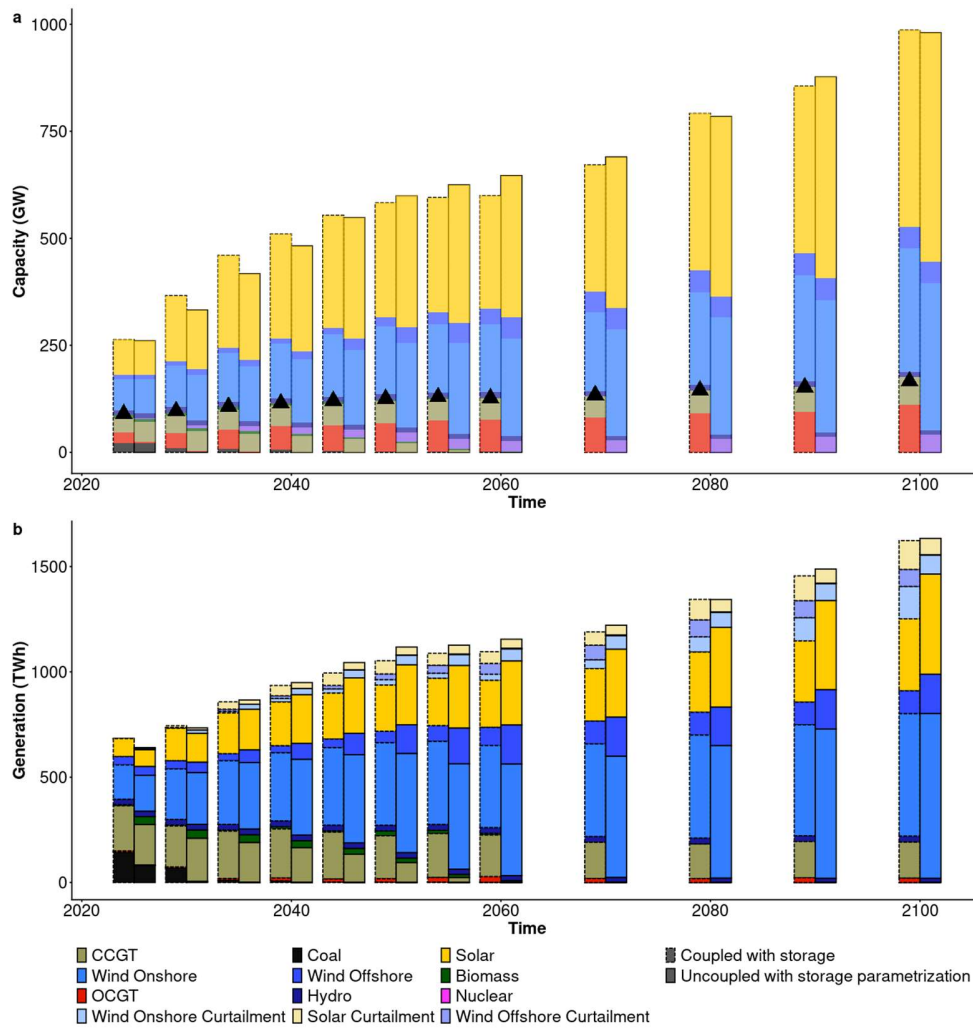 a
1000
750
500
250
0
Capacity (GW)
2020 2040 2060 2080 2100
Time
b
1500
1000
500
0
Generation (TWh)
2020 2040 2060 2080 2100
Time
CCGT Coal Solar Coupled with storage
Wind Onshore Wind Offshore Biomass Uncoupled with storage parametrization
OCGT Hydro Nuclear
Wind Onshore Curtailment Solar Curtailment Wind Offshore Curtailment